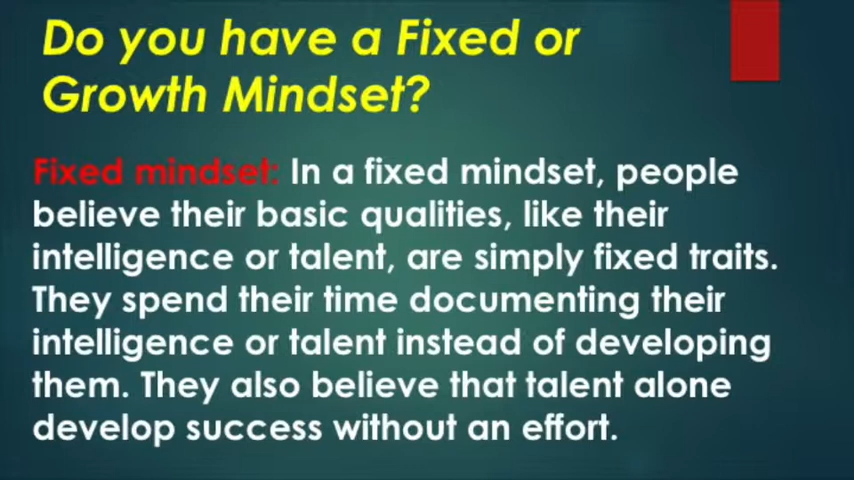 Do you have a Fixed or
Growth Mindset?
Fixed mindset: In a fixed mindset, people
believe their basic qualities, like their
intelligence or talent, are simply fixed traits.
They spend their time documenting their
intelligence or talent instead of developing
them. They also believe that talent alone
develop success without an effort.